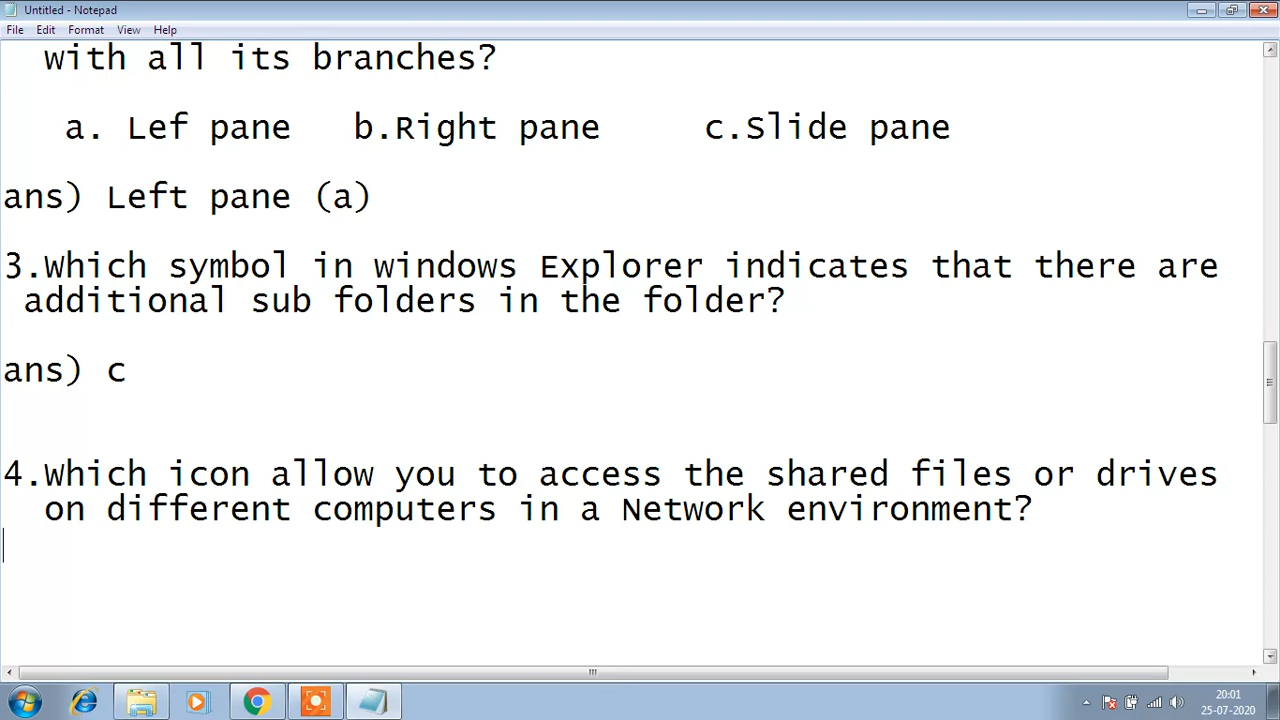 Untitled - Notepad
File Edit Format View Help
with all its branches?
a. Lef pane b.Right pane c.Slide pane
ans) Left pane (a)
3.Which symbol in windows Explorer indicates that there are
additional sub folders in the folder?
ans) c
4.Which icon allow you to access the shared files or drives
on different computers in a Network environment?
20:01
25-07-2020